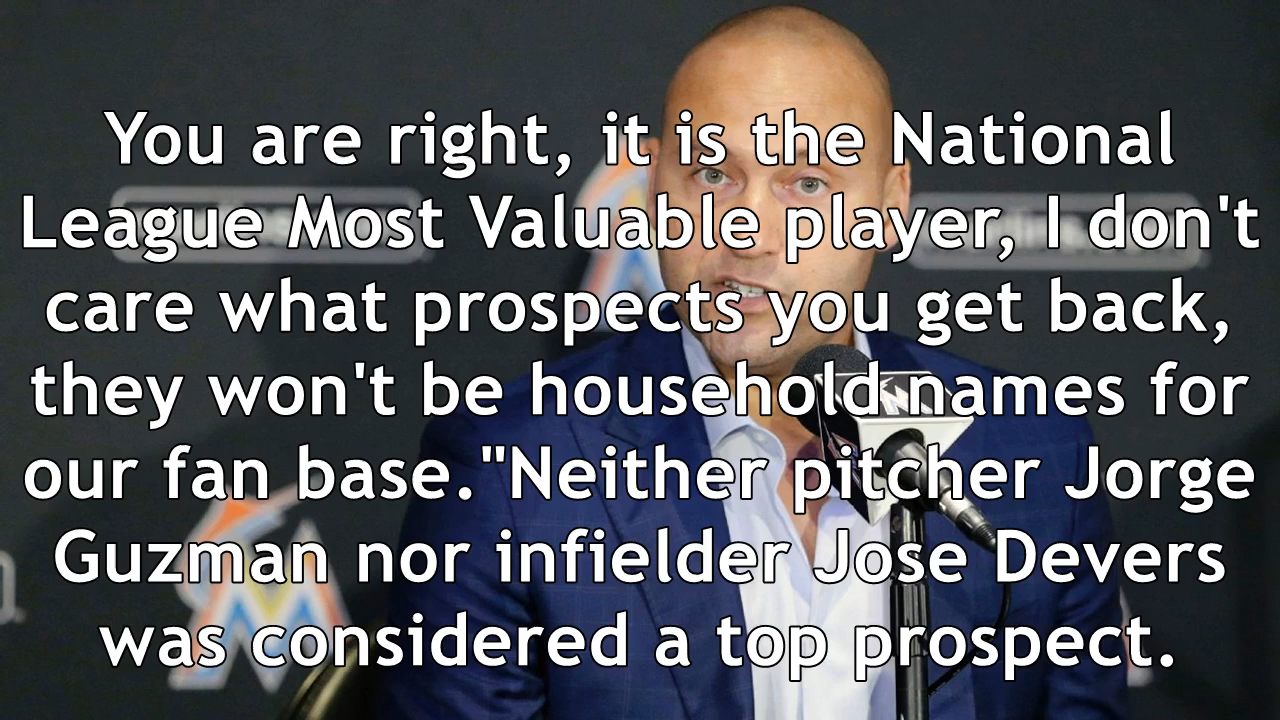 You are right, it is the National
League Most Valuable player, I don't
care what prospects you get back,
they won't be household names for
our fan base. "Neither pitcher Jorge
Guzman nor infielder Jose Devers
was considered a top prospect.